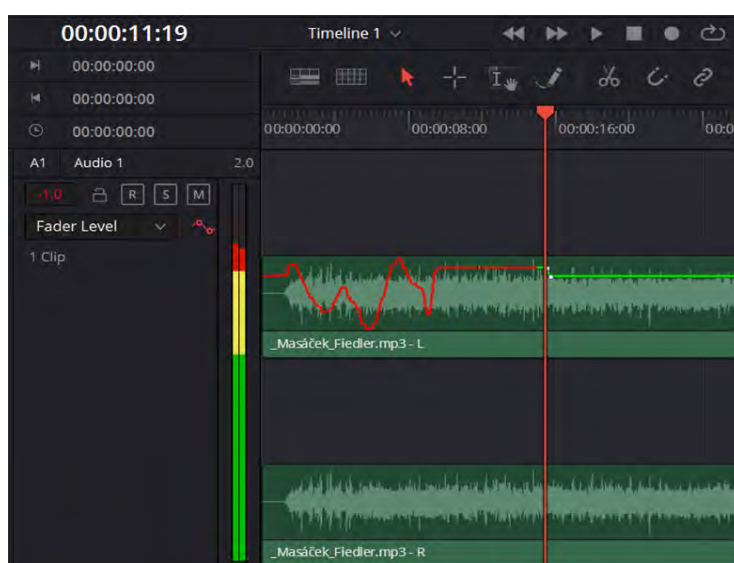 00:00:11:19
Timeline 1
00:00:00:00
00:00:00:00
00:00:00:00
00:00:00:00
00:00:08:00
00:00:16:00
00:0
A1 Audio 1 2.0
-1.0 R S M
Fader Level
1 Clip
_Masáček_Fiedler.mp3 - L
_Masáček_Fiedler.mp3 - R